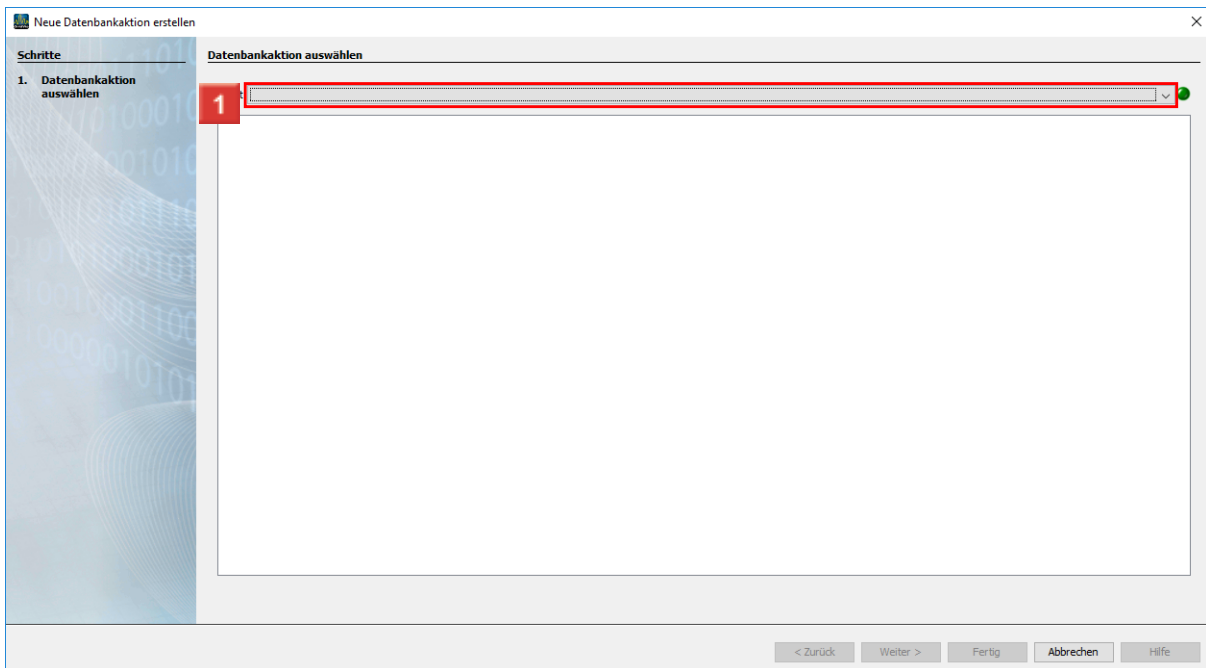 Neue Datenbankaktion erstellen
Schritte
1. Datenbankaktion
auswählen
Datenbankaktion auswählen
1
< Zurück
Weiter >
Fertig
Abbrechen
Hilfe